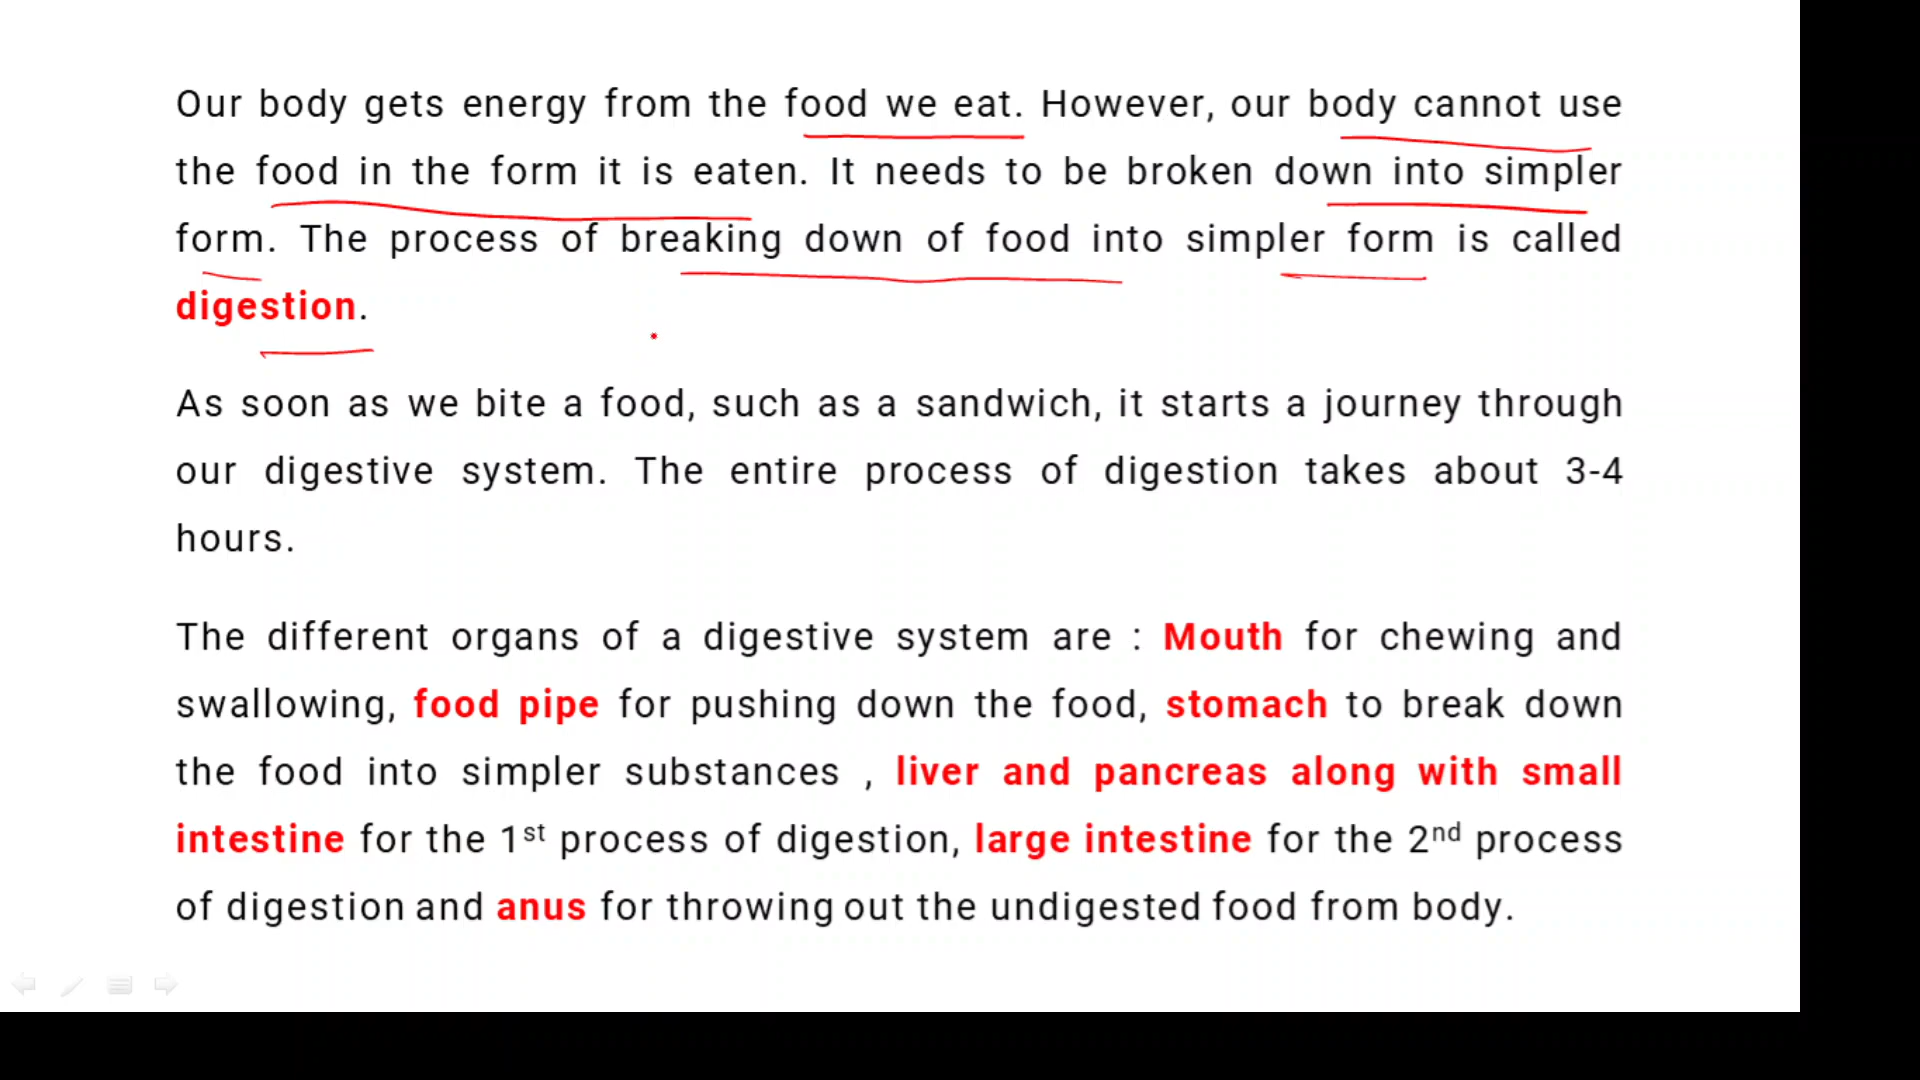 Our body gets energy from the food we eat. However, our body cannot use
the food in the form it is eaten. It needs to be broken down into simpler
form. The process of breaking down of food into simpler form is called
digestion.
As soon as we bite a food, such as a sandwich, it starts a journey through
our digestive system. The entire process of digestion takes about 3-4
hours.
The different organs of a digestive system are : Mouth for chewing and
swallowing, food pipe for pushing down the food, stomach to break down
the food into simpler substances , liver and pancreas along with small
intestine for the 1st process of digestion, large intestine for the 2nd process
of digestion and anus for throwing out the undigested food from body.